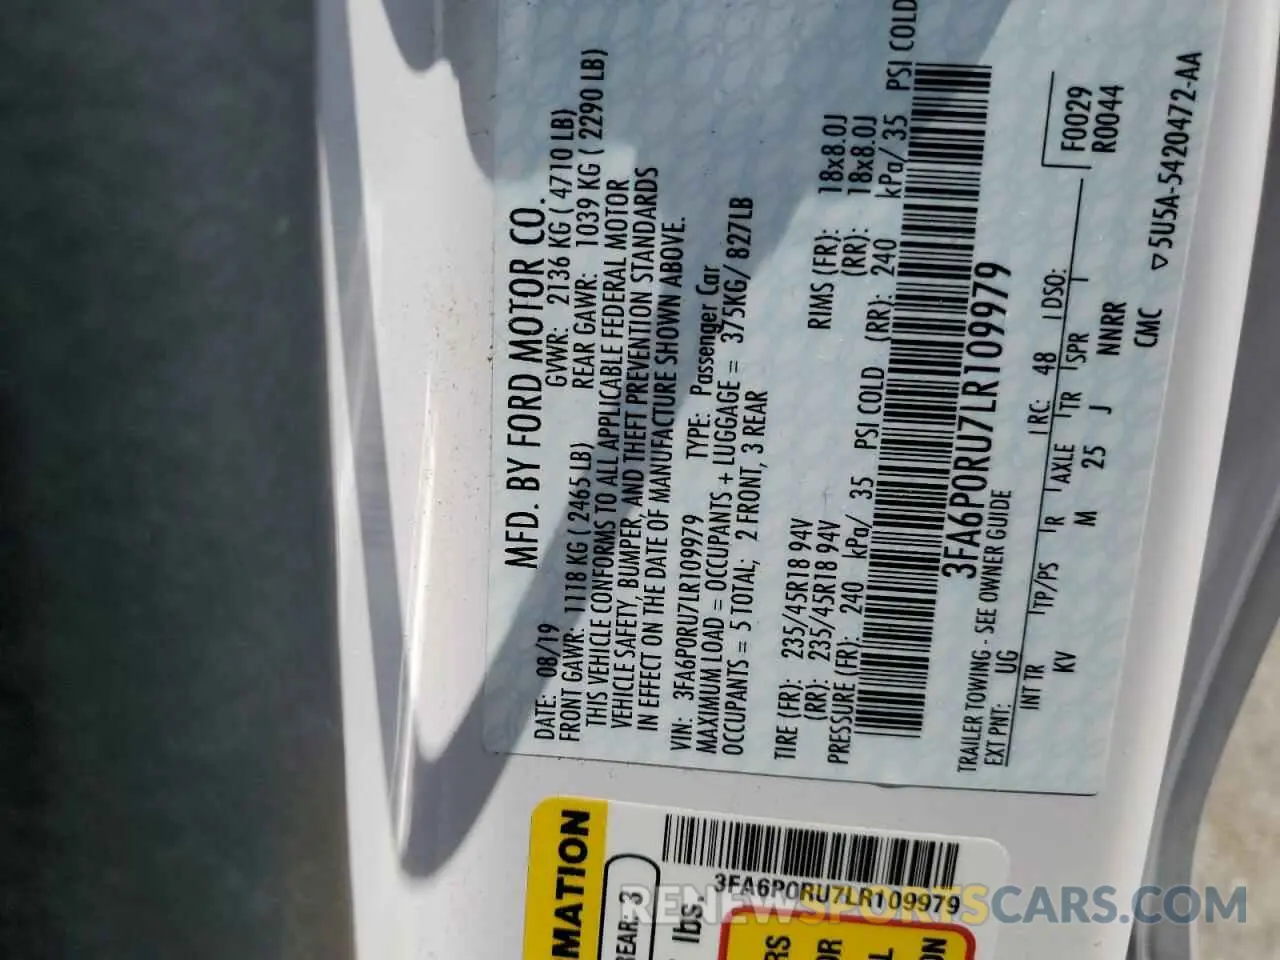 MFD. BY FORD MOTOR CO.
DATE: 08/19 GVWR: 2136 KG ( 4710 LB)
FRONT GAWR: 1118 KG ( 2465 LB) REAR GAWR: 1039 KG ( 2290 LB)
THIS VEHICLE CONFORMS TO ALL APPLICABLE FEDERAL MOTOR
VEHICLE SAFETY, BUMPER, AND THEFT PREVENTION STANDARDS
IN EFFECT ON THE DATE OF MANUFACTURE SHOWN ABOVE.
VIN: 3FA6P0RU7LR109979 TYPE: Passenger Car
MAXIMUM LOAD = OCCUPANTS + LUGGAGE = 375KG/ 827LB
OCCUPANTS = 5 TOTAL; 2 FRONT, 3 REAR
TIRE (FR): 235/45R18 94V RIMS (FR): 18x8.0J
(RR): 235/45R18 94V (RR): 18x8.0J
PRESSURE (FR): 240 kPa/ 35 PSI COLD (RR): 240 kPa/ 35 PSI COLD
3FA6P0RU7LR109979
TRAILER TOWING - SEE OWNER GUIDE
EXT PNT: UG RC: 48 DSO: F0029
R0044
INT TR TP/PS R AXLE TR SPR
KV M 25 J NNRR
CMC
5U5A-5420472-AA
MATION
REAR: 3
lbs.
3FA6P0RU7LR109979
RS
OR
L
ON
RENEWSPORTSCARS.COM